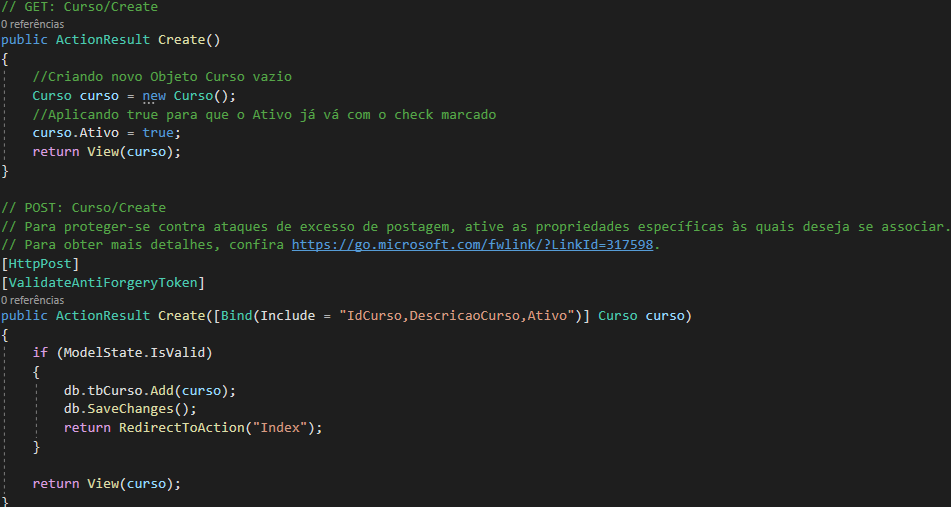 // GET: Curso/Create
0 referências
public ActionResult Create()
{
//Criando novo Objeto Curso vazio
Curso curso = new Curso();
//Aplicando true para que o Ativo já vá com o check marcado
curso.Ativo = true;
return View(curso);
}
// POST: Curso/Create
// Para proteger-se contra ataques de excesso de postagem, ative as propriedades específicas às quais deseja se associar.
// Para obter mais detalhes, confira https://go.microsoft.com/fwlink/?LinkId=317598.
[HttpPost]
[ValidateAntiForgeryToken]
0 referências
public ActionResult Create([Bind(Include = "IdCurso,DescricaoCurso,Ativo")] Curso curso)
{
if (ModelState.IsValid)
{
db.tbCurso.Add(curso);
db.SaveChanges();
return RedirectToAction("Index");
}
return View(curso);
}